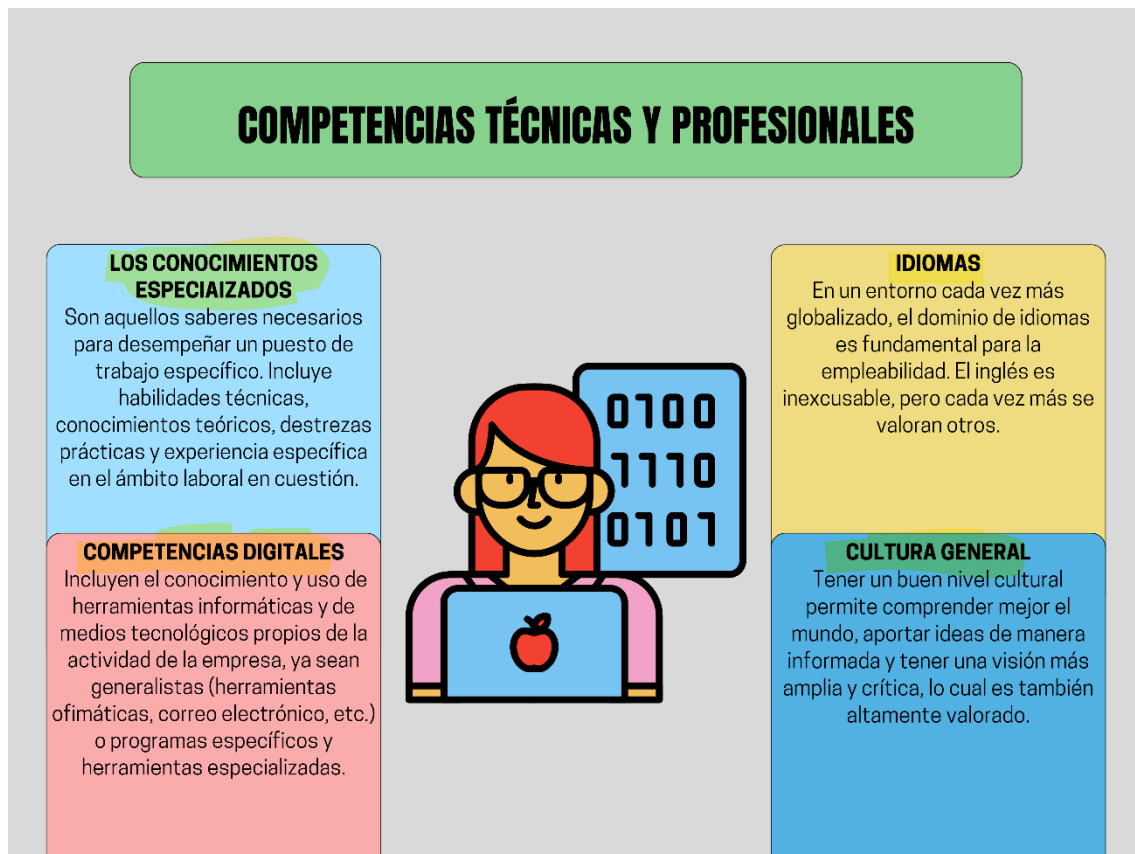 COMPETENCIAS TÉCNICAS Y PROFESIONALES
LOS CONOCIMIENTOS
ESPECIAIZADOS
Son aquellos saberes necesarios
para desempeñar un puesto de
trabajo específico. Incluye
habilidades técnicas,
conocimientos teóricos, destrezas
prácticas y experiencia específica
en el ámbito laboral en cuestión.
COMPETENCIAS DIGITALES
Incluyen el conocimiento y uso de
herramientas informáticas y de
medios tecnológicos propios de la
actividad de la empresa, ya sean
generalistas (herramientas
ofimáticas, correo electrónico, etc.)
o programas específicos y
herramientas especializadas.
0100
1110
0101
IDIOMAS
En un entorno cada vez más
globalizado, el dominio de idiomas
es fundamental para la
empleabilidad. El inglés es
inexcusable, pero cada vez más se
valoran otros.
CULTURA GENERAL
Tener un buen nivel cultural
permite comprender mejor el
mundo, aportar ideas de manera
informada y tener una visión más
amplia y crítica, lo cual es también
altamente valorado.